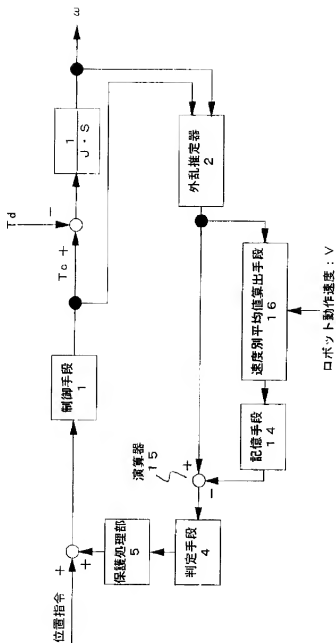 位置指令
+
+
制御手段
1
Tc
+
Td
−
1
J・S
ω
外乱推定器
2
速度別平均値算出手段
16
ロボット動作速度：V
記憶手段
14
演算器
15
+
−
判定手段
4
保護処理部
5